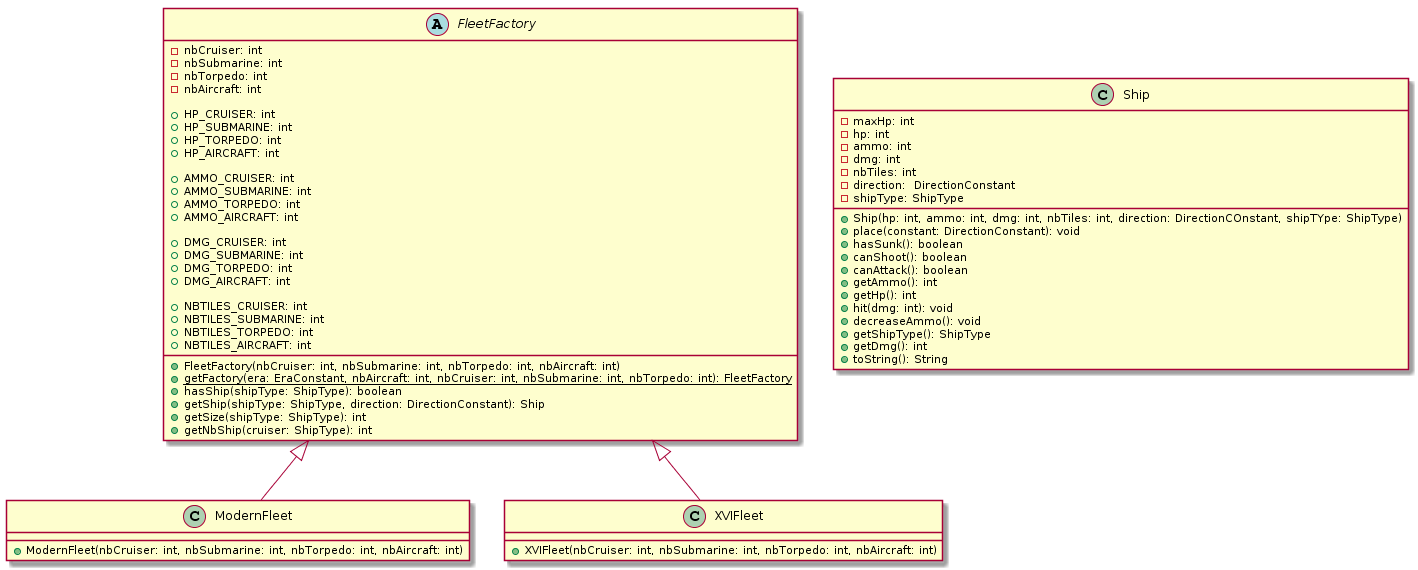 A FleetFactory
nbCruiser: int
nbSubmarine: int
nbTorpedo: int
nbAircraft: int
HP_CRUISER: int
HP_SUBMARINE: int
HP_TORPEDO: int
HP_AIRCRAFT: int
AMMO_CRUISER: int
AMMO_SUBMARINE: int
AMMO_TORPEDO: int
AMMO_AIRCRAFT: int
DMG_CRUISER: int
DMG_SUBMARINE: int
DMG_TORPEDO: int
DMG_AIRCRAFT: int
NBTILES_CRUISER: int
NBTILES_SUBMARINE: int
NBTILES_TORPEDO: int
NBTILES_AIRCRAFT: int
FleetFactory(nbCruiser: int, nbSubmarine: int, nbTorpedo: int, nbAircraft: int)
getFactory(era: EraConstant, nbAircraft: int, nbCruiser: int, nbSubmarine: int, nbTorpedo: int): FleetFactory
hasShip(shipType: ShipType): boolean
getShip(shipType: ShipType, direction: DirectionConstant): Ship
getSize(shipType: ShipType): int
getNbShip(cruiser: ShipType): int
C Ship
maxHp: int
hp: int
ammo: int
dmg: int
nbTiles: int
direction:  DirectionConstant
shipType: ShipType
Ship(hp: int, ammo: int, dmg: int, nbTiles: int, direction: DirectionCOnstant, shipTYpe: ShipType)
place(constant: DirectionConstant): void
hasSunk(): boolean
canShoot(): boolean
canAttack(): boolean
getAmmo(): int
getHp(): int
hit(dmg: int): void
decreaseAmmo(): void
getShipType(): ShipType
getDmg(): int
toString(): String
C ModernFleet
ModernFleet(nbCruiser: int, nbSubmarine: int, nbTorpedo: int, nbAircraft: int)
C XVIFleet
XVIFleet(nbCruiser: int, nbSubmarine: int, nbTorpedo: int, nbAircraft: int)